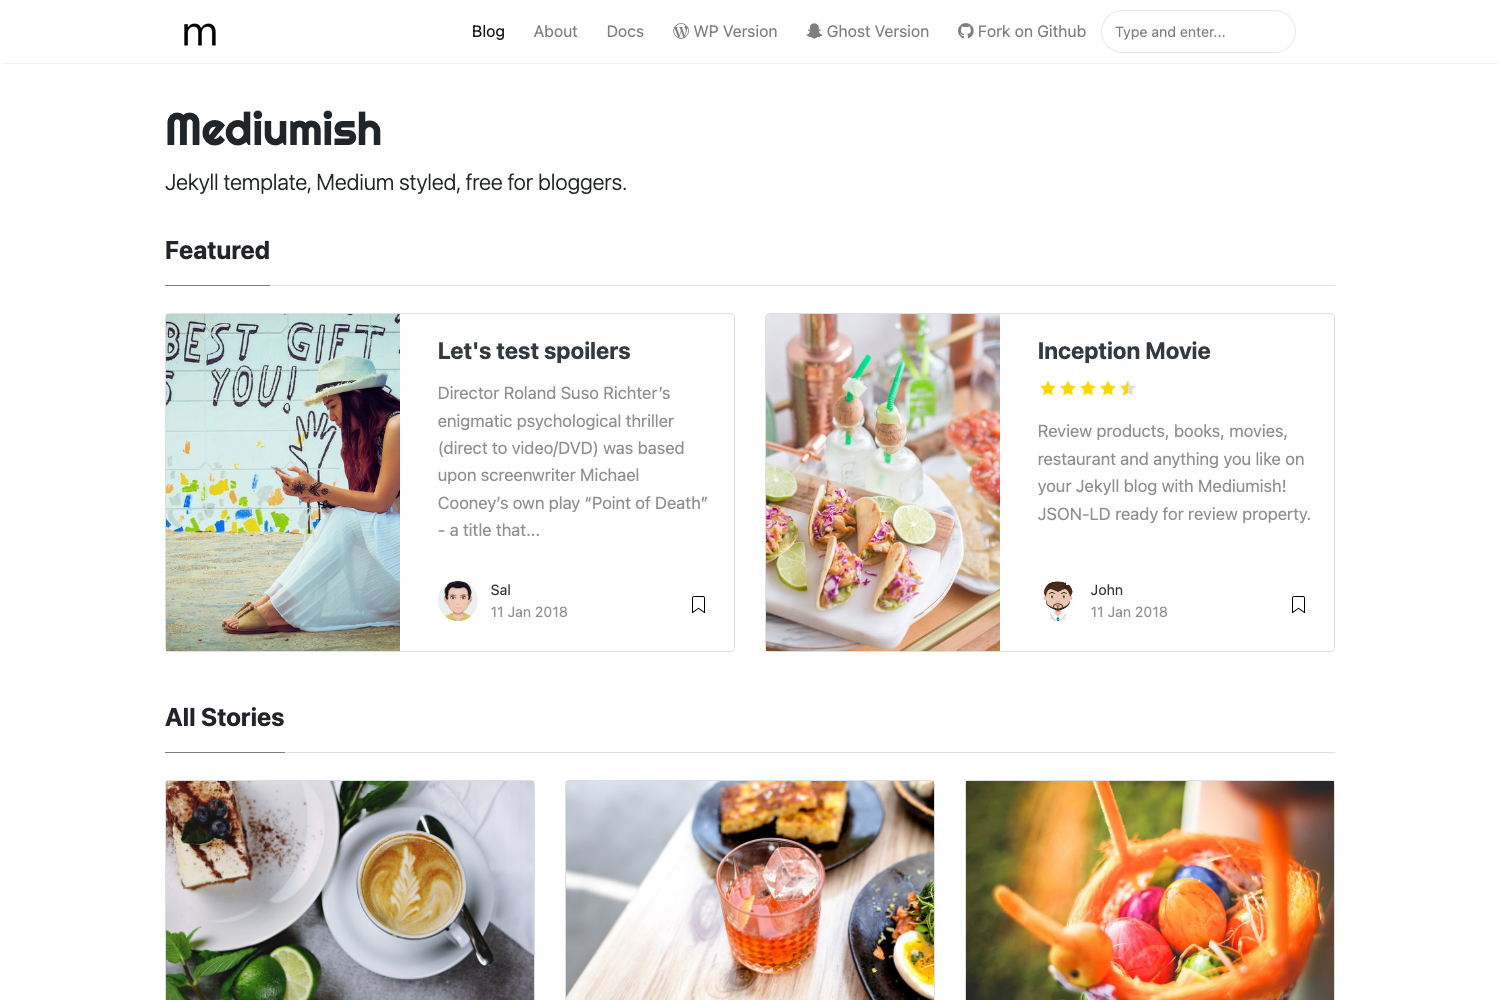 m
Blog
About
Docs
WP Version
Ghost Version
Fork on Github
Type and enter...
Mediumish
Jekyll template, Medium styled, free for bloggers.
Featured
BEST GIFT
S YOU!
Let's test spoilers
Director Roland Suso Richter’s
enigmatic psychological thriller
(direct to video/DVD) was based
upon screenwriter Michael
Cooney’s own play “Point of Death”
- a title that...
Sal
11 Jan 2018
Inception Movie
Review products, books, movies,
restaurant and anything you like on
your Jekyll blog with Mediumish!
JSON-LD ready for review property.
John
11 Jan 2018
All Stories